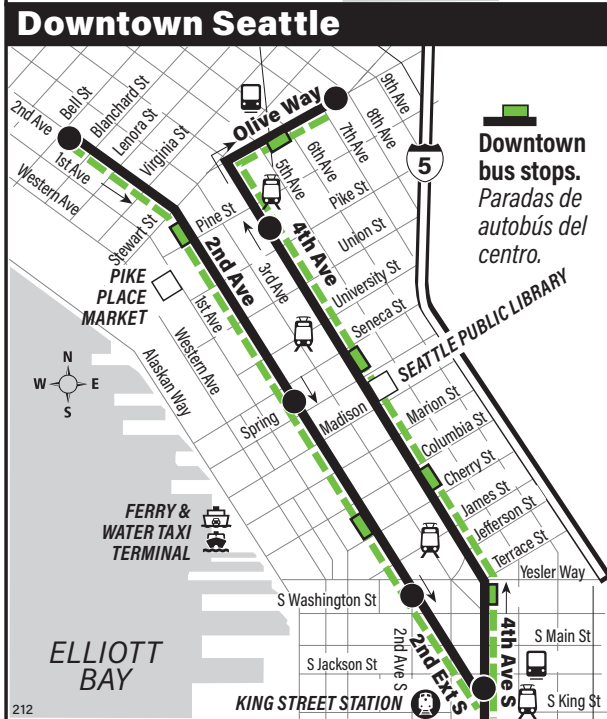 Downtown Seattle
2nd Ave
Bell St
Blanchard St
Lenora St
Virginia St
1st Ave
Western Ave
Stewart St
Olive Way
9th Ave
8th Ave
7th Ave
6th Ave
5th Ave
5
Downtown
bus stops.
Paradas de
autobús del
centro.
Pike St
Pine St
Union St
4th Ave
2nd Ave
3rd Ave
University St
Seneca St
PIKE
PLACE
MARKET
1st Ave
Western Ave
Alaskan Way
SEATTLE PUBLIC LIBRARY
N
W
E
S
Spring
Madison
Marion St
Columbia St
Cherry St
James St
Jefferson St
Terrace St
Yesler Way
FERRY &
WATER TAXI
TERMINAL
S Washington St
2nd Ave S
2nd Ext S
4th Ave S
S Main St
S Jackson St
S King St
ELLIOTT
BAY
KING STREET STATION
212